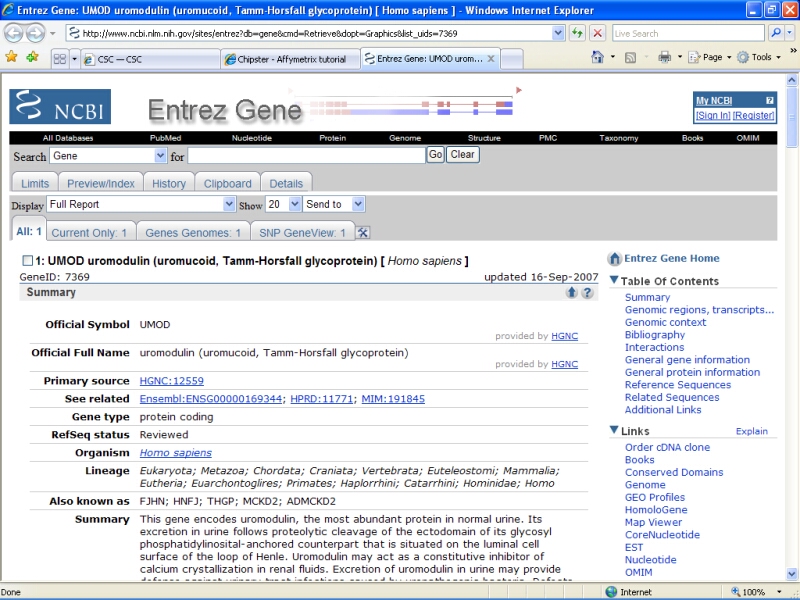 Entrez Gene: UMOD uromodulin (uromucoid, Tamm-Horsfall glycoprotein) [ Homo sapiens ] - Windows Internet Explorer
http://www.ncbi.nlm.nih.gov/sites/entrez?db=gene&cmd=Retrieve&dopt=Graphics&list_uids=7369
Live Search
CSC — CSC
Chipster - Affymetrix tutorial
Entrez Gene: UMOD urom...
Page
Tools
NCBI
Entrez Gene
My NCBI
[Sign In] [Register]
All Databases PubMed Nucleotide Protein Genome Structure PMC Taxonomy Books OMIM
Search Gene for Go Clear
Limits Preview/Index History Clipboard Details
Display Full Report Show 20 Send to
All: 1 Current Only: 1 Genes Genomes: 1 SNP GeneView: 1
1: UMOD uromodulin (uromucoid, Tamm-Horsfall glycoprotein) [ Homo sapiens ]
GeneID: 7369 updated 16-Sep-2007
Summary
Official Symbol UMOD
provided by HGNC
Official Full Name uromodulin (uromucoid, Tamm-Horsfall glycoprotein)
provided by HGNC
Primary source HGNC:12559
See related Ensembl:ENSG00000169344; HPRD:11771; MIM:191845
Gene type protein coding
RefSeq status Reviewed
Organism Homo sapiens
Lineage Eukaryota; Metazoa; Chordata; Craniata; Vertebrata; Euteleostomi; Mammalia;
Eutheria; Euarchontoglires; Primates; Haplorrhini; Catarrhini; Hominidae; Homo
Also known as FJHN; HNFJ; THGP; MCKD2; ADMCKD2
Summary This gene encodes uromodulin, the most abundant protein in normal urine. Its
excretion in urine follows proteolytic cleavage of the ectodomain of its glycosyl
phosphatidylinositol-anchored counterpart that is situated on the luminal cell
surface of the loop of Henle. Uromodulin may act as a constitutive inhibitor of
calcium crystallization in renal fluids. Excretion of uromodulin in urine may provide
defense against urinary tract infections caused by uropathogenic bacteria. Defects
Entrez Gene Home
Table Of Contents
Summary
Genomic regions, transcripts...
Genomic context
Bibliography
Interactions
General gene information
General protein information
Reference Sequences
Related Sequences
Additional Links
Links Explain
Order cDNA clone
Books
Conserved Domains
Genome
GEO Profiles
HomoloGene
Map Viewer
CoreNucleotide
EST
Nucleotide
OMIM
Done Internet 100%